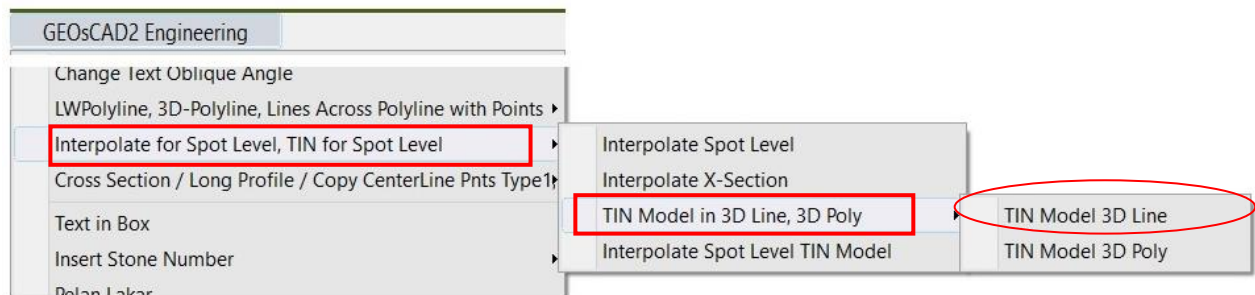 GEOsCAD2 Engineering
Change Text Oblique Angle
LWPolyline, 3D-Polyline, Lines Across Polyline with Points
Interpolate for Spot Level, TIN for Spot Level
Cross Section / Long Profile / Copy CenterLine Pnts Type1
Text in Box
Insert Stone Number
Pelan Lakar
Interpolate Spot Level
Interpolate X-Section
TIN Model in 3D Line, 3D Poly
Interpolate Spot Level TIN Model
TIN Model 3D Line
TIN Model 3D Poly